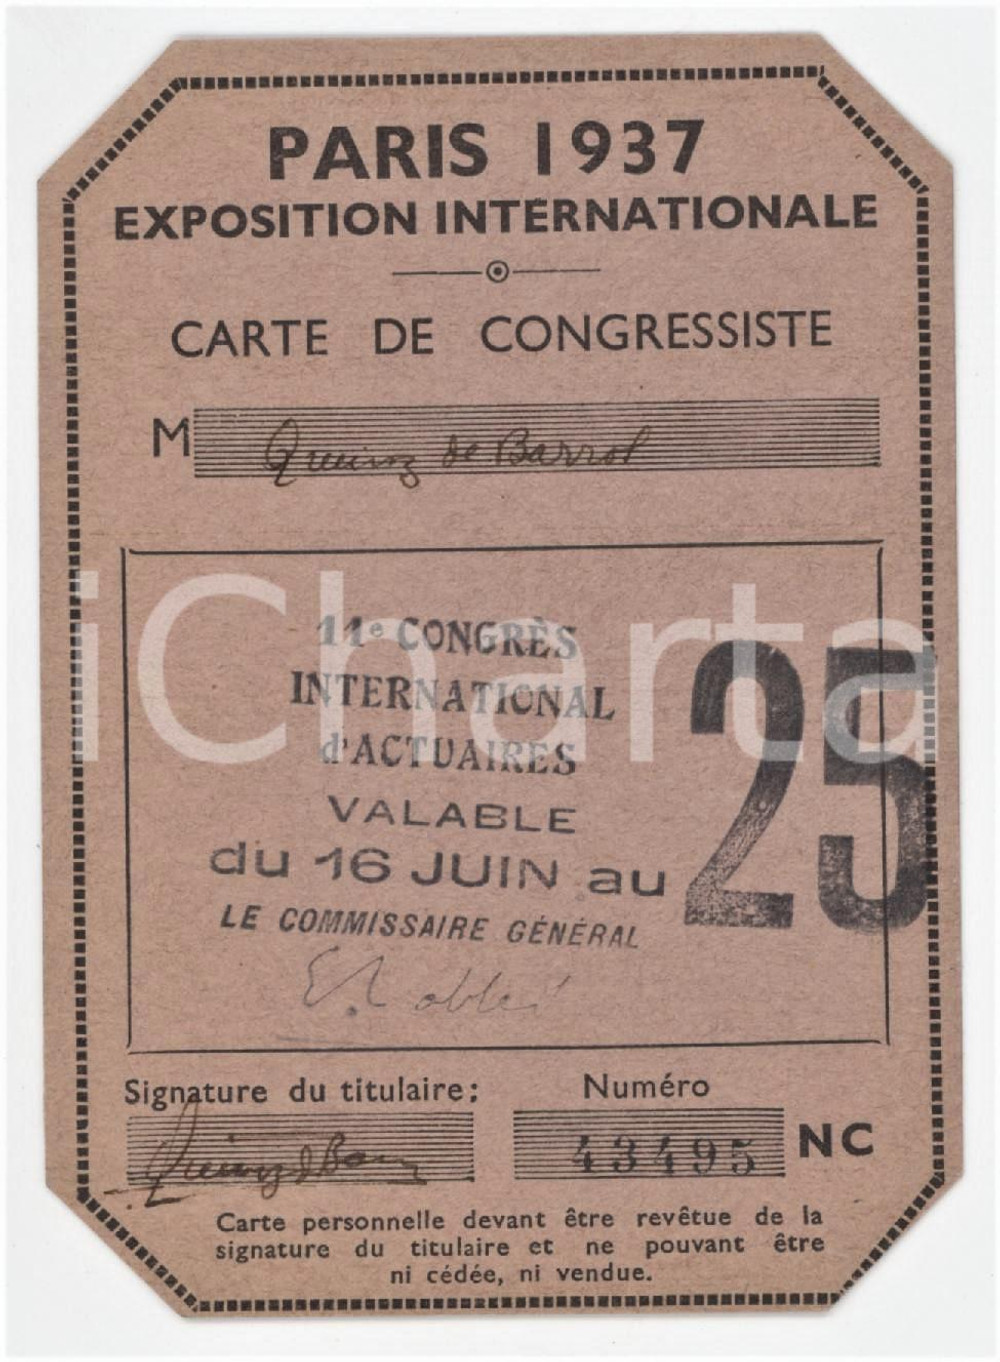 PARIS 1937
EXPOSITION INTERNATIONALE
CARTE DE CONGRESSISTE
M de Barros
iCharta
11e CONGRÈS
INTERNATIONAL
d'ACTUAIRES
VALABLE
du 16 JUIN au 25
LE COMMISSAIRE GÉNÉRAL
Signature du titulaire:
Numéro
43495 NC
Carte personnelle devant être revêtue de la
signature du titulaire et ne pouvant être
ni cédée, ni vendue.